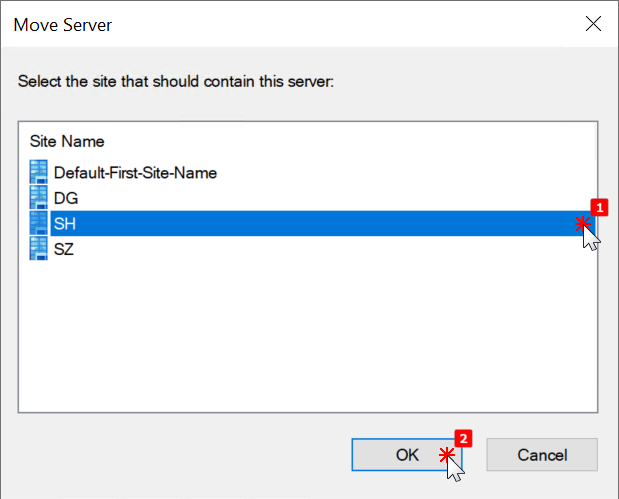 Move Server
Select the site that should contain this server:
Site Name
Default-First-Site-Name
DG
1
SH
SZ
2
OK
Cancel